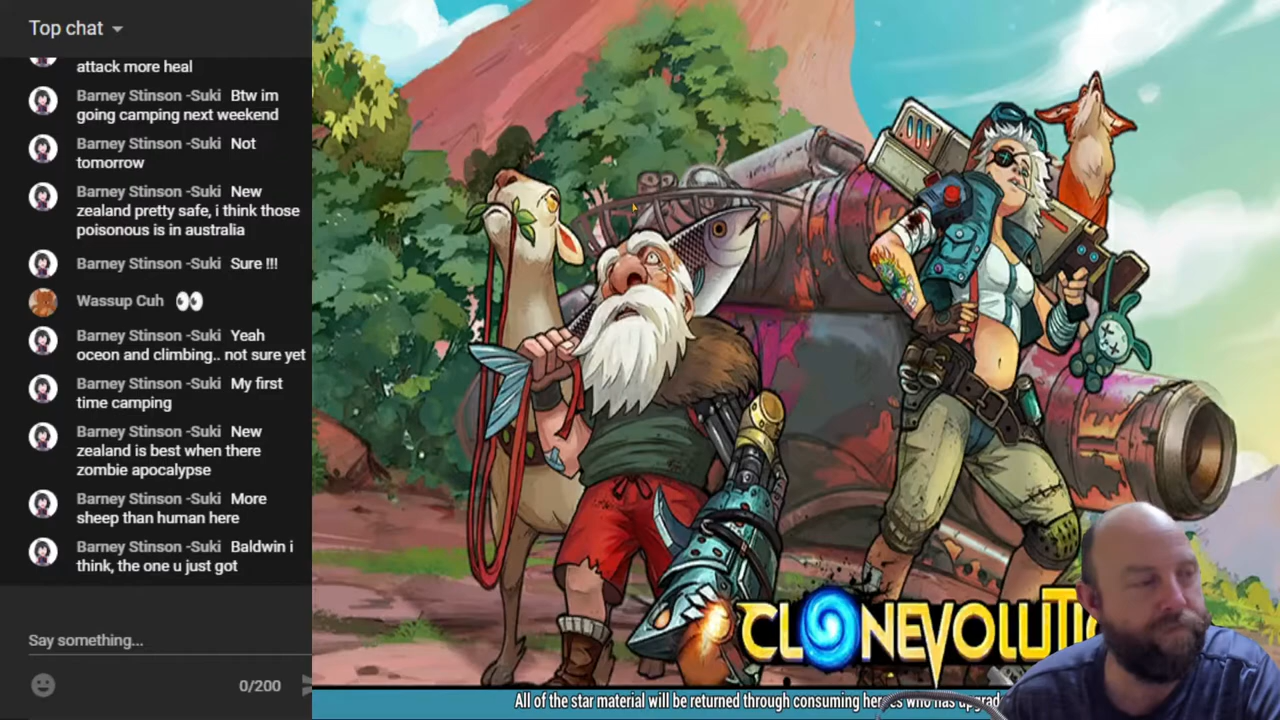 Top chat
attack more heal
Barney Stinson -Suki Btw im
going camping next weekend
Barney Stinson -Suki Not
tomorrow
Barney Stinson -Suki New
zealand pretty safe, i think those
poisonous is in australia
Barney Stinson -Suki Sure !!!
Wassup Cuh 👀
Barney Stinson -Suki Yeah
oceon and climbing.. not sure yet
Barney Stinson -Suki My first
time camping
Barney Stinson -Suki New
zealand is best when there
zombie apocalypse
Barney Stinson -Suki More
sheep than human here
Barney Stinson -Suki Baldwin i
think, the one u just got
Say something...
0/200
CLONEVOLUTI
All of the star material will be returned through consuming heroes who has upgrad